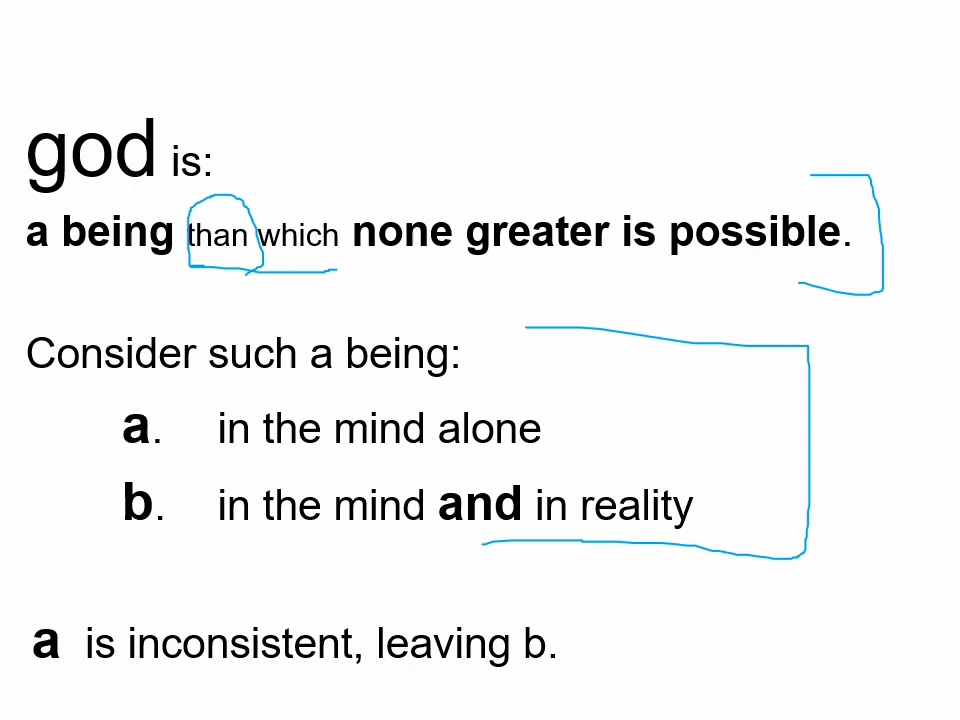 god is:
a being than which none greater is possible.
Consider such a being:
a. in the mind alone
b. in the mind and in reality
a is inconsistent, leaving b.